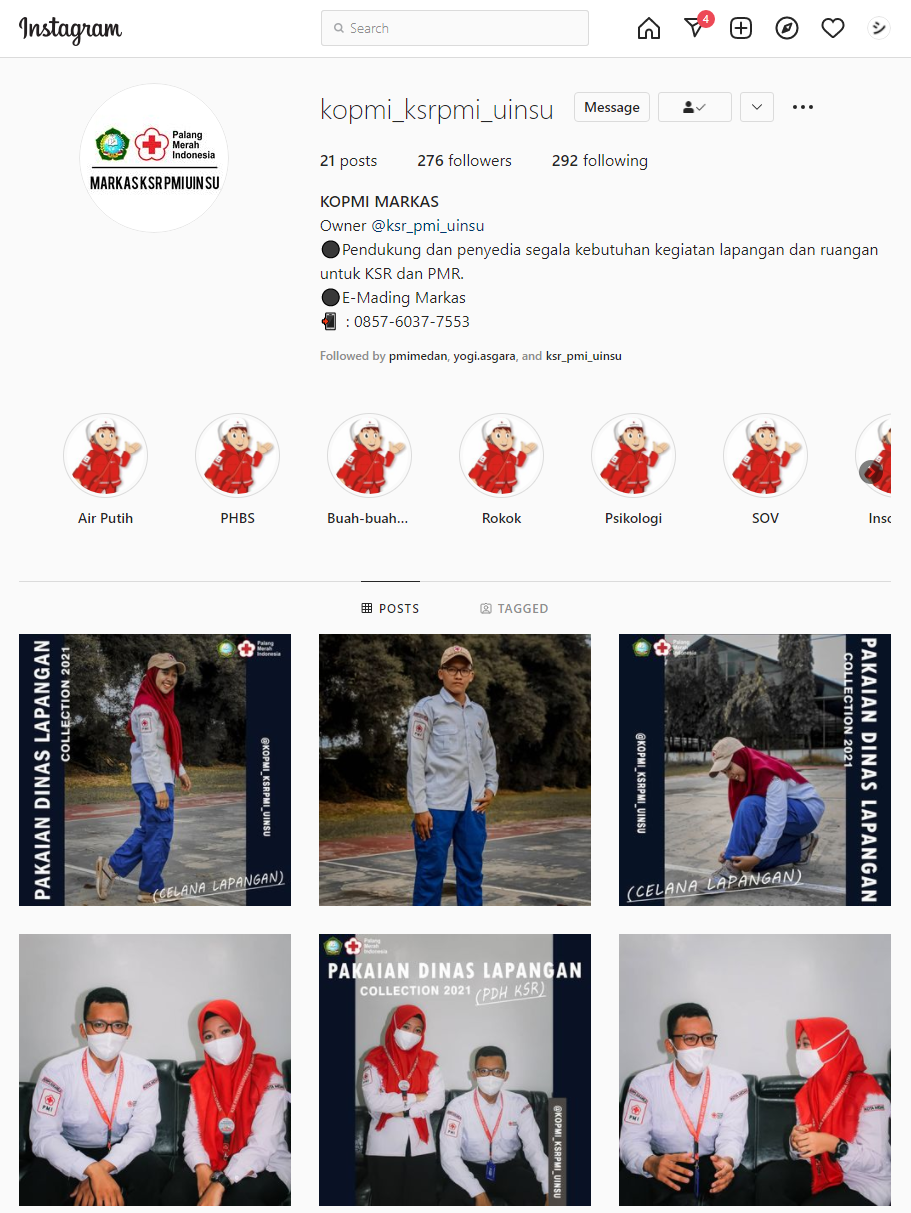 Instagram
Search
4
kopmi_ksrpmi_uinsu
Message
Palang
Merah
Indonesia
MARKAS KSR PMI UINSU
21 posts 276 followers 292 following
KOPMI MARKAS
Owner @ksr_pmi_uinsu
Pendukung dan penyedia segala kebutuhan kegiatan lapangan dan ruangan
untuk KSR dan PMR.
E-Mading Markas
: 0857-6037-7553
Followed by pmimedan, yogi.asgara, and ksr_pmi_uinsu
Air Putih
PHBS
Buah-buah...
Rokok
Psikologi
SOV
POSTS
TAGGED
PAKAIAN DINAS LAPANGAN
COLLECTION 2021
Palang
Merah
Indonesia
@KOPMI_KSRPMI_UINSU
(CELANA LAPANGAN)
Palang
Merah
Indonesia
PAKAIAN DINAS LAPANGAN
COLLECTION 2021
@KOPMI_KSRPMI_UINSU
(CELANA LAPANGAN)
PMI
Palang
Merah
Indonesia
PAKAIAN DINAS LAPANGAN
COLLECTION 2021 (PDH KSR)
@KOPMI_KSRPMI_UINSU
PMI